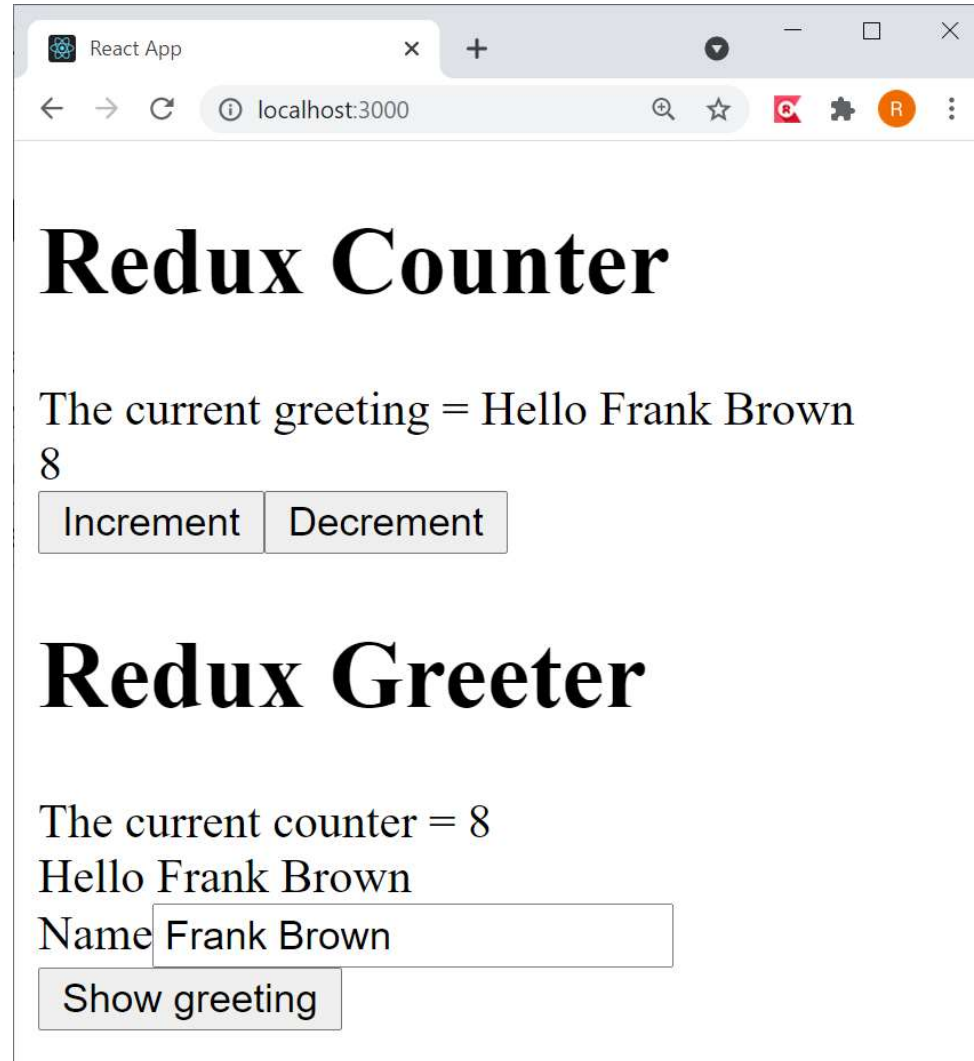 React App
localhost:3000
R
Redux Counter
The current greeting = Hello Frank Brown
8
Increment Decrement
Redux Greeter
The current counter = 8
Hello Frank Brown
Name Frank Brown
Show greeting